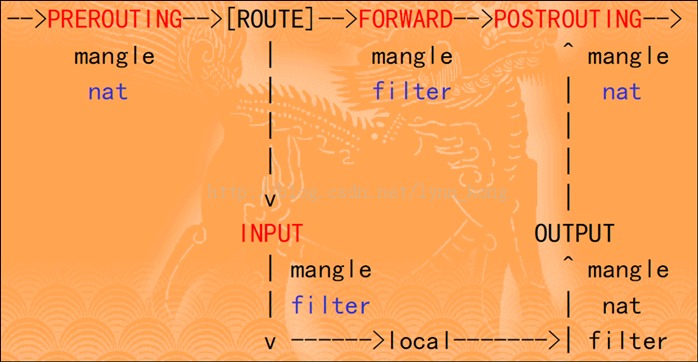 -->PREROUTING-->[ROUTE]-->FORWARD-->POSTROUTING-->
mangle | mangle ^ mangle
nat | filter | nat
| |
| |
| |
v |
INPUT OUTPUT
| mangle ^ mangle
| filter | nat
v ------>local------->| filter